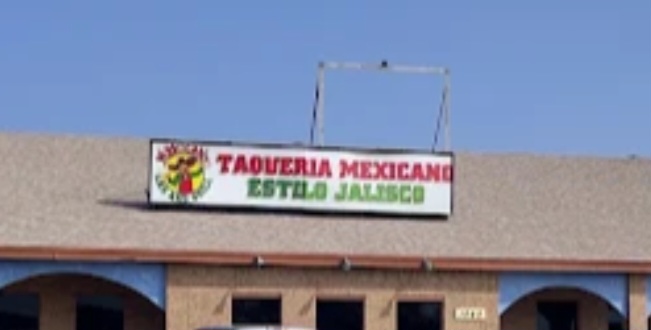 TAQUERIA MEXICANO
ESTILO JALISCO